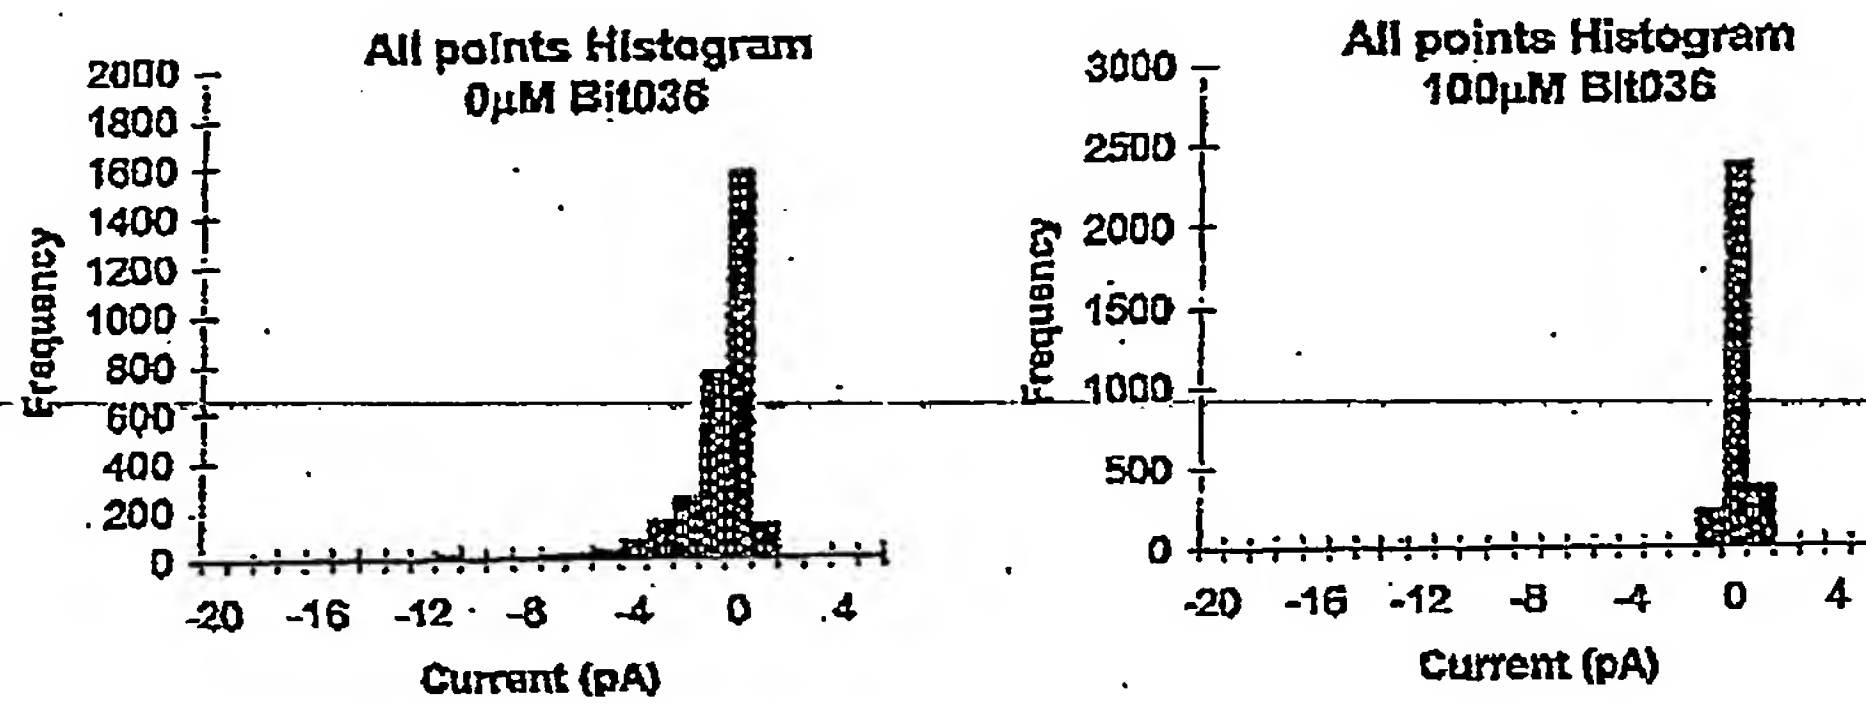 All points Histogram
0µM Bit036
2000
1800
1600
1400
1200
1000
800
600
400
200
0
Frequency
-20 -16 -12 -8 -4 0 4
Current (pA)
All points Histogram
100µM Bit036
3000
2500
2000
1500
1000
500
0
Frequency
-20 -16 -12 -8 -4 0 4
Current (pA)